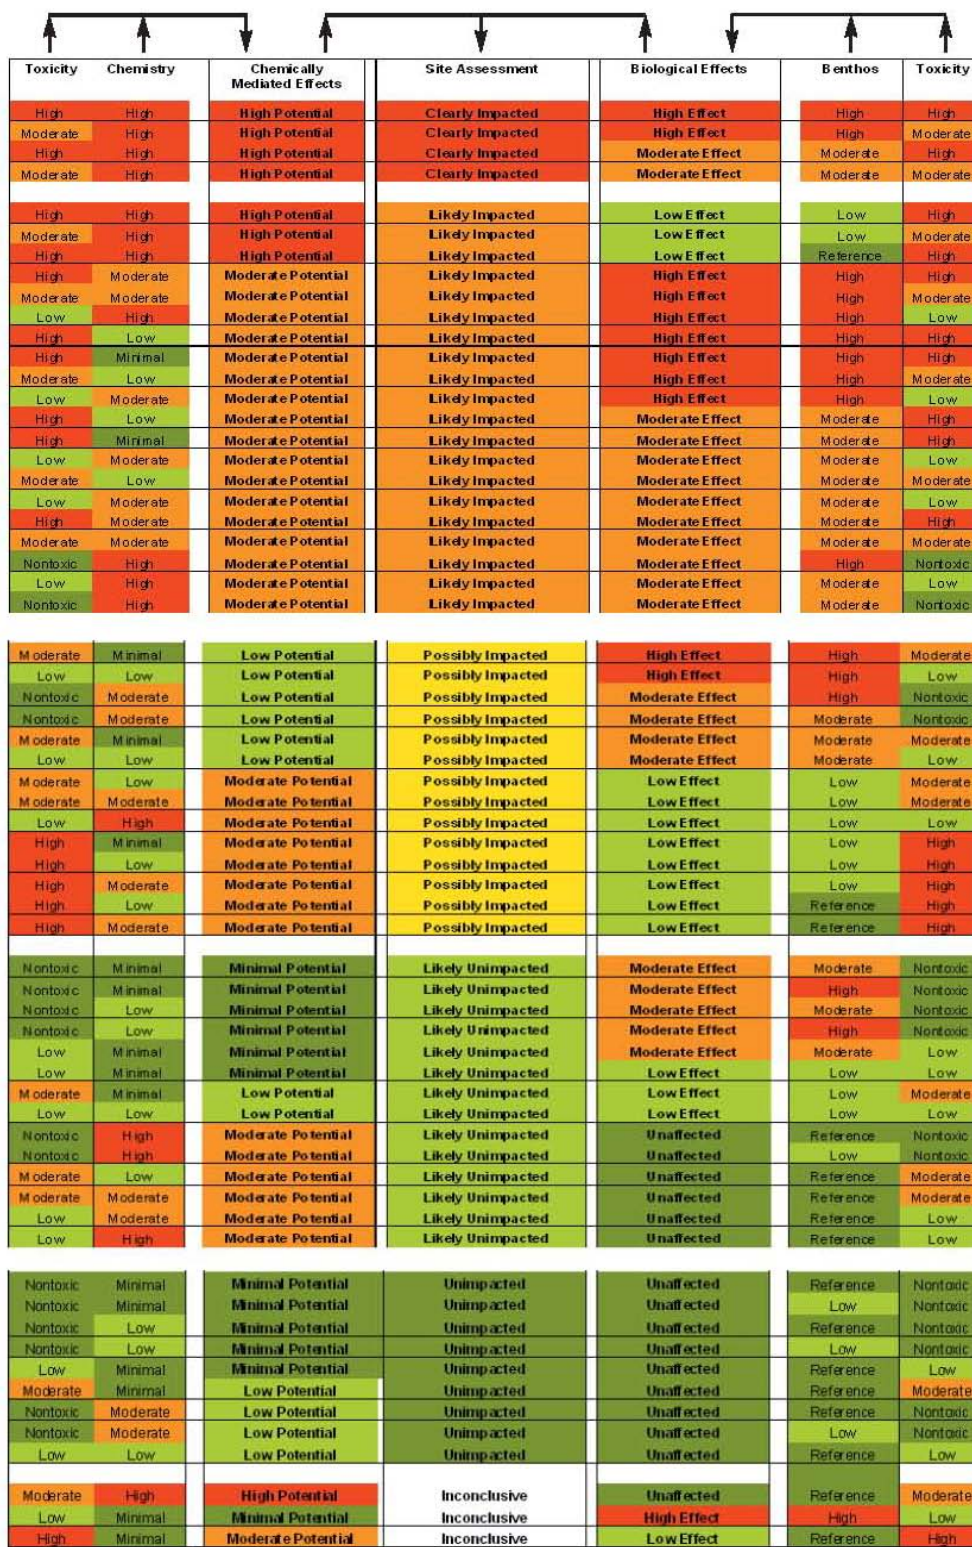 Toxicity Chemistry Chemically Mediated Effects Site Assessment Biological Effects Benthos Toxicity
High High High Potential Clearly Impacted High Effect High High
Moderate High High Potential Clearly Impacted High Effect High Moderate
High High High Potential Clearly Impacted Moderate Effect Moderate High
Moderate High High Potential Clearly Impacted Moderate Effect Moderate Moderate
High High High Potential Likely Impacted Low Effect Low High
Moderate High High Potential Likely Impacted Low Effect Low Moderate
High High High Potential Likely Impacted Low Effect Reference High
High Moderate Moderate Potential Likely Impacted High Effect High High
Moderate Moderate Moderate Potential Likely Impacted High Effect High Moderate
Low High Moderate Potential Likely Impacted High Effect High Low
High Low Moderate Potential Likely Impacted High Effect High High
High Minimal Moderate Potential Likely Impacted High Effect High High
Moderate Low Moderate Potential Likely Impacted High Effect High Moderate
Low Moderate Moderate Potential Likely Impacted High Effect High Low
High Low Moderate Potential Likely Impacted Moderate Effect Moderate High
High Minimal Moderate Potential Likely Impacted Moderate Effect Moderate High
Low Moderate Moderate Potential Likely Impacted Moderate Effect Moderate Low
Moderate Low Moderate Potential Likely Impacted Moderate Effect Moderate Moderate
Low Moderate Moderate Potential Likely Impacted Moderate Effect Moderate Low
High Moderate Moderate Potential Likely Impacted Moderate Effect Moderate High
Moderate Moderate Moderate Potential Likely Impacted Moderate Effect Moderate Moderate
Nontoxic High Moderate Potential Likely Impacted Moderate Effect High Nontoxic
Low High Moderate Potential Likely Impacted Moderate Effect Moderate Low
Nontoxic High Moderate Potential Likely Impacted Moderate Effect Moderate Nontoxic
Moderate Minimal Low Potential Possibly Impacted High Effect High Moderate
Low Low Low Potential Possibly Impacted High Effect High Low
Nontoxic Moderate Low Potential Possibly Impacted Moderate Effect High Nontoxic
Nontoxic Moderate Low Potential Possibly Impacted Moderate Effect Moderate Nontoxic
Moderate Minimal Low Potential Possibly Impacted Moderate Effect Moderate Moderate
Low Low Low Potential Possibly Impacted Moderate Effect Moderate Low
Moderate Low Moderate Potential Possibly Impacted Low Effect Low Moderate
Moderate Moderate Moderate Potential Possibly Impacted Low Effect Low Moderate
Low High Moderate Potential Possibly Impacted Low Effect Low Low
High Minimal Moderate Potential Possibly Impacted Low Effect Low High
High Low Moderate Potential Possibly Impacted Low Effect Low High
High Moderate Moderate Potential Possibly Impacted Low Effect Low High
High Low Moderate Potential Possibly Impacted Low Effect Reference High
High Moderate Moderate Potential Possibly Impacted Low Effect Reference High
Nontoxic Minimal Minimal Potential Likely Unimpacted Moderate Effect Moderate Nontoxic
Nontoxic Minimal Minimal Potential Likely Unimpacted Moderate Effect High Nontoxic
Nontoxic Low Minimal Potential Likely Unimpacted Moderate Effect Moderate Nontoxic
Nontoxic Low Minimal Potential Likely Unimpacted Moderate Effect High Nontoxic
Low Minimal Minimal Potential Likely Unimpacted Moderate Effect Moderate Low
Low Minimal Minimal Potential Likely Unimpacted Low Effect Low Low
Moderate Minimal Low Potential Likely Unimpacted Low Effect Low Moderate
Low Low Low Potential Likely Unimpacted Low Effect Low Low
Nontoxic High Moderate Potential Likely Unimpacted Unaffected Reference Nontoxic
Nontoxic High Moderate Potential Likely Unimpacted Unaffected Low Nontoxic
Moderate Low Moderate Potential Likely Unimpacted Unaffected Reference Moderate
Moderate Moderate Moderate Potential Likely Unimpacted Unaffected Reference Moderate
Low Moderate Moderate Potential Likely Unimpacted Unaffected Reference Low
Low High Moderate Potential Likely Unimpacted Unaffected Reference Low
Nontoxic Minimal Minimal Potential Unimpacted Unaffected Reference Nontoxic
Nontoxic Minimal Minimal Potential Unimpacted Unaffected Low Nontoxic
Nontoxic Low Minimal Potential Unimpacted Unaffected Reference Nontoxic
Nontoxic Low Minimal Potential Unimpacted Unaffected Low Nontoxic
Low Minimal Minimal Potential Unimpacted Unaffected Reference Low
Moderate Minimal Low Potential Unimpacted Unaffected Reference Moderate
Nontoxic Moderate Low Potential Unimpacted Unaffected Reference Nontoxic
Nontoxic Moderate Low Potential Unimpacted Unaffected Low Nontoxic
Low Low Low Potential Unimpacted Unaffected Reference Low
Moderate High High Potential Inconclusive Unaffected Reference Moderate
Low Minimal Minimal Potential Inconclusive High Effect High Low
High Minimal Moderate Potential Inconclusive Low Effect Reference High